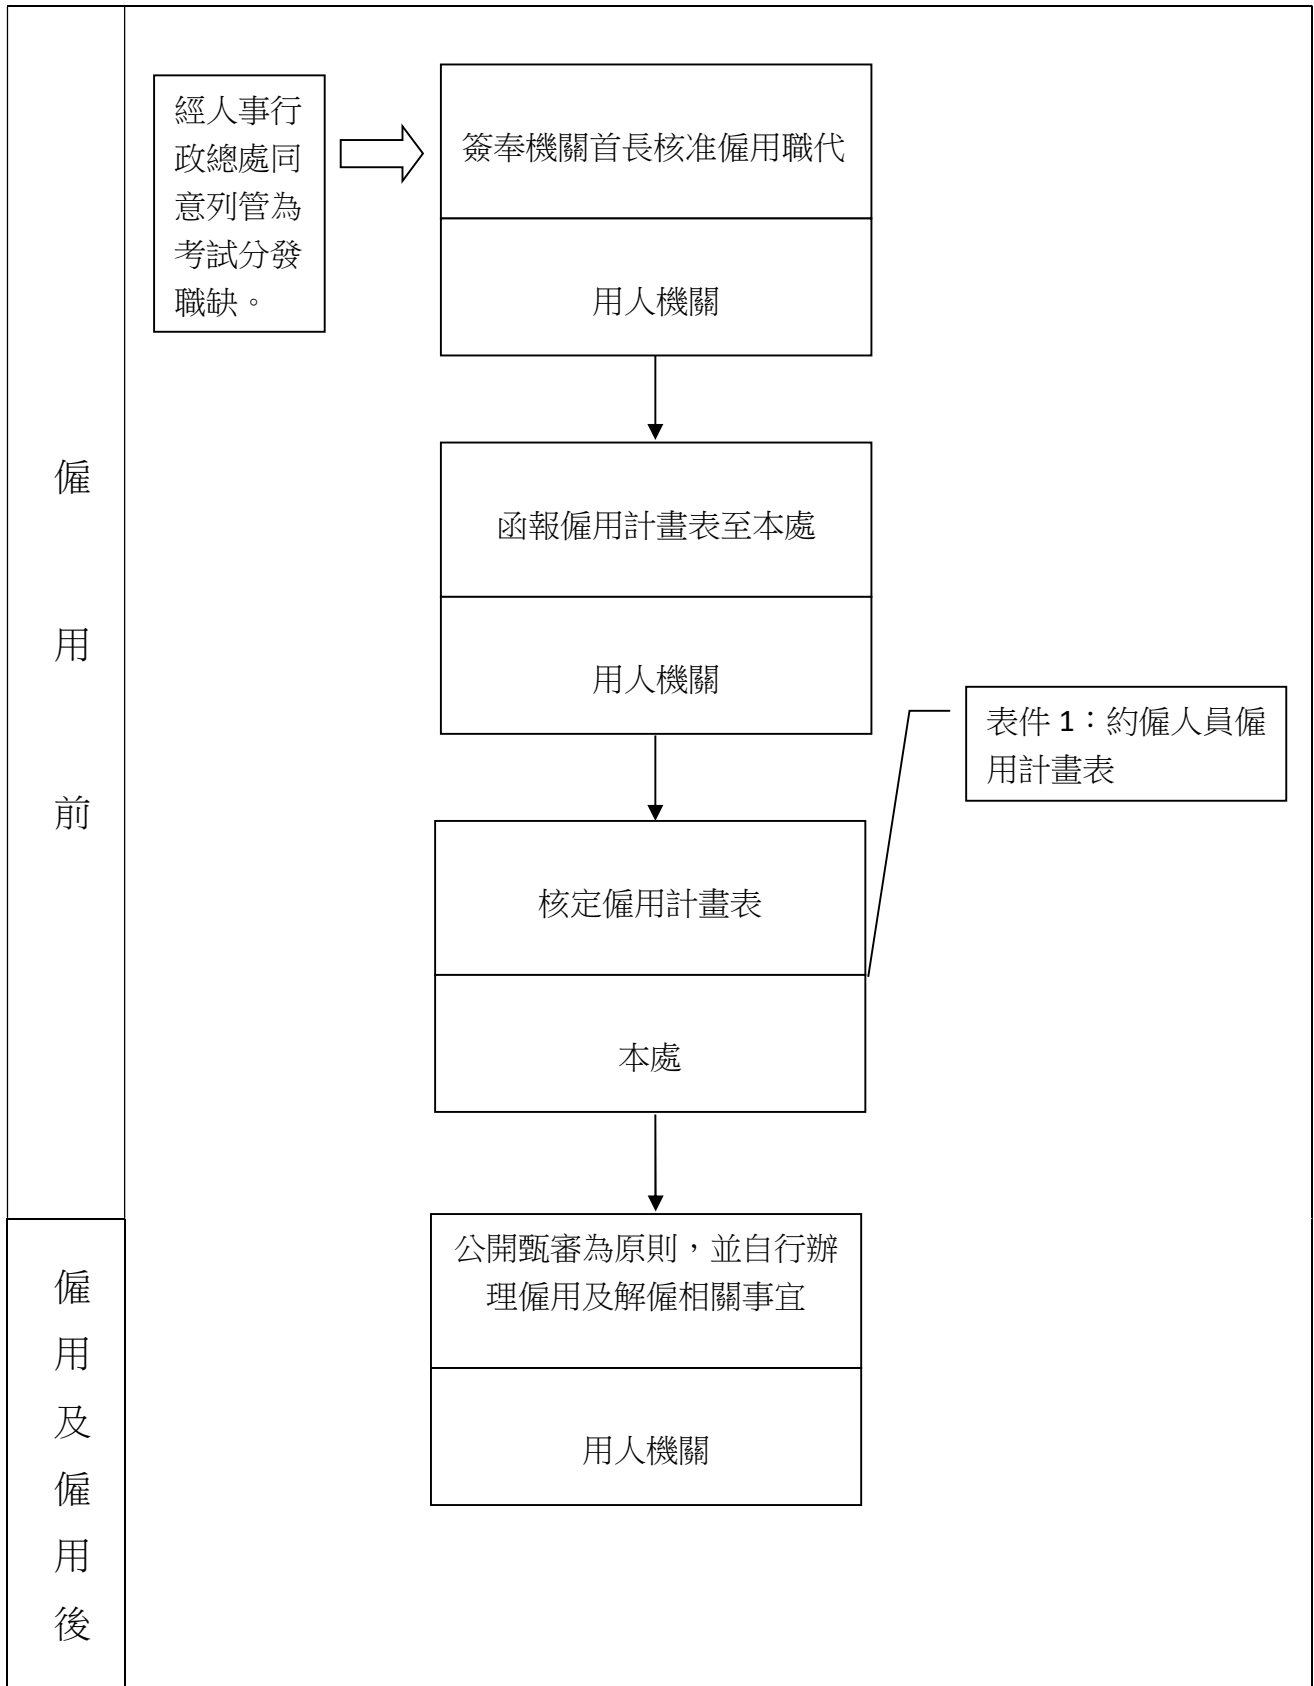 經人事行
政總處同
意列管為
考試分發
職缺。
簽奉機關首長核准僱用職代
用人機關
函報僱用計畫表至本處
用人機關
表件 1：約僱人員僱
用計畫表
核定僱用計畫表
本處
僱
用
前
公開甄審為原則，並自行辦
理僱用及解僱相關事宜
用人機關
僱
用
及
僱
用
後